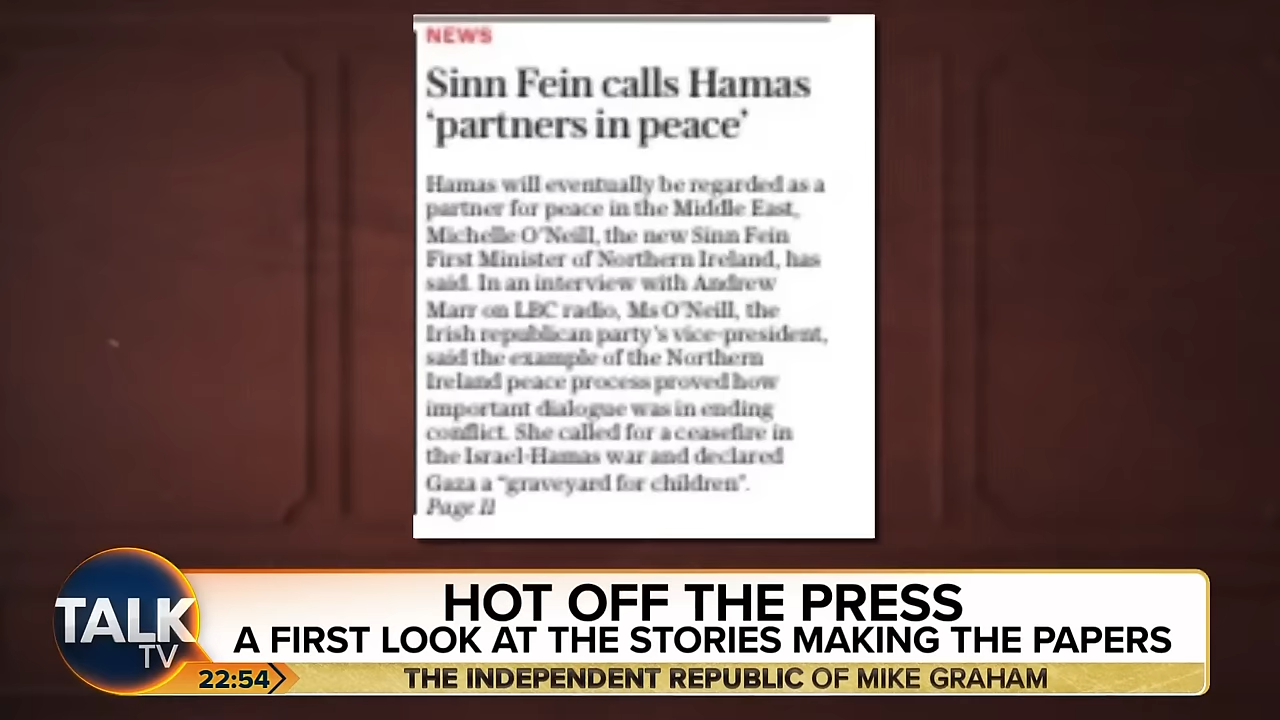 NEWS
Sinn Fein calls Hamas
‘partners in peace’
Hamas will eventually be regarded as a
partner for peace in the Middle East,
Michelle O’Neill, the new Sinn Fein
First Minister of Northern Ireland, has
said. In an interview with Andrew
Marr on LBC radio, Ms O’Neill, the
Irish republican party’s vice-president,
said the example of the Northern
Ireland peace process proved how
important dialogue was in ending
conflict. She called for a ceasefire in
the Israel-Hamas war and declared
Gaza a “graveyard for children”.
Page 11
HOT OFF THE PRESS
A FIRST LOOK AT THE STORIES MAKING THE PAPERS
TALK
TV
22:54
THE INDEPENDENT REPUBLIC OF MIKE GRAHAM